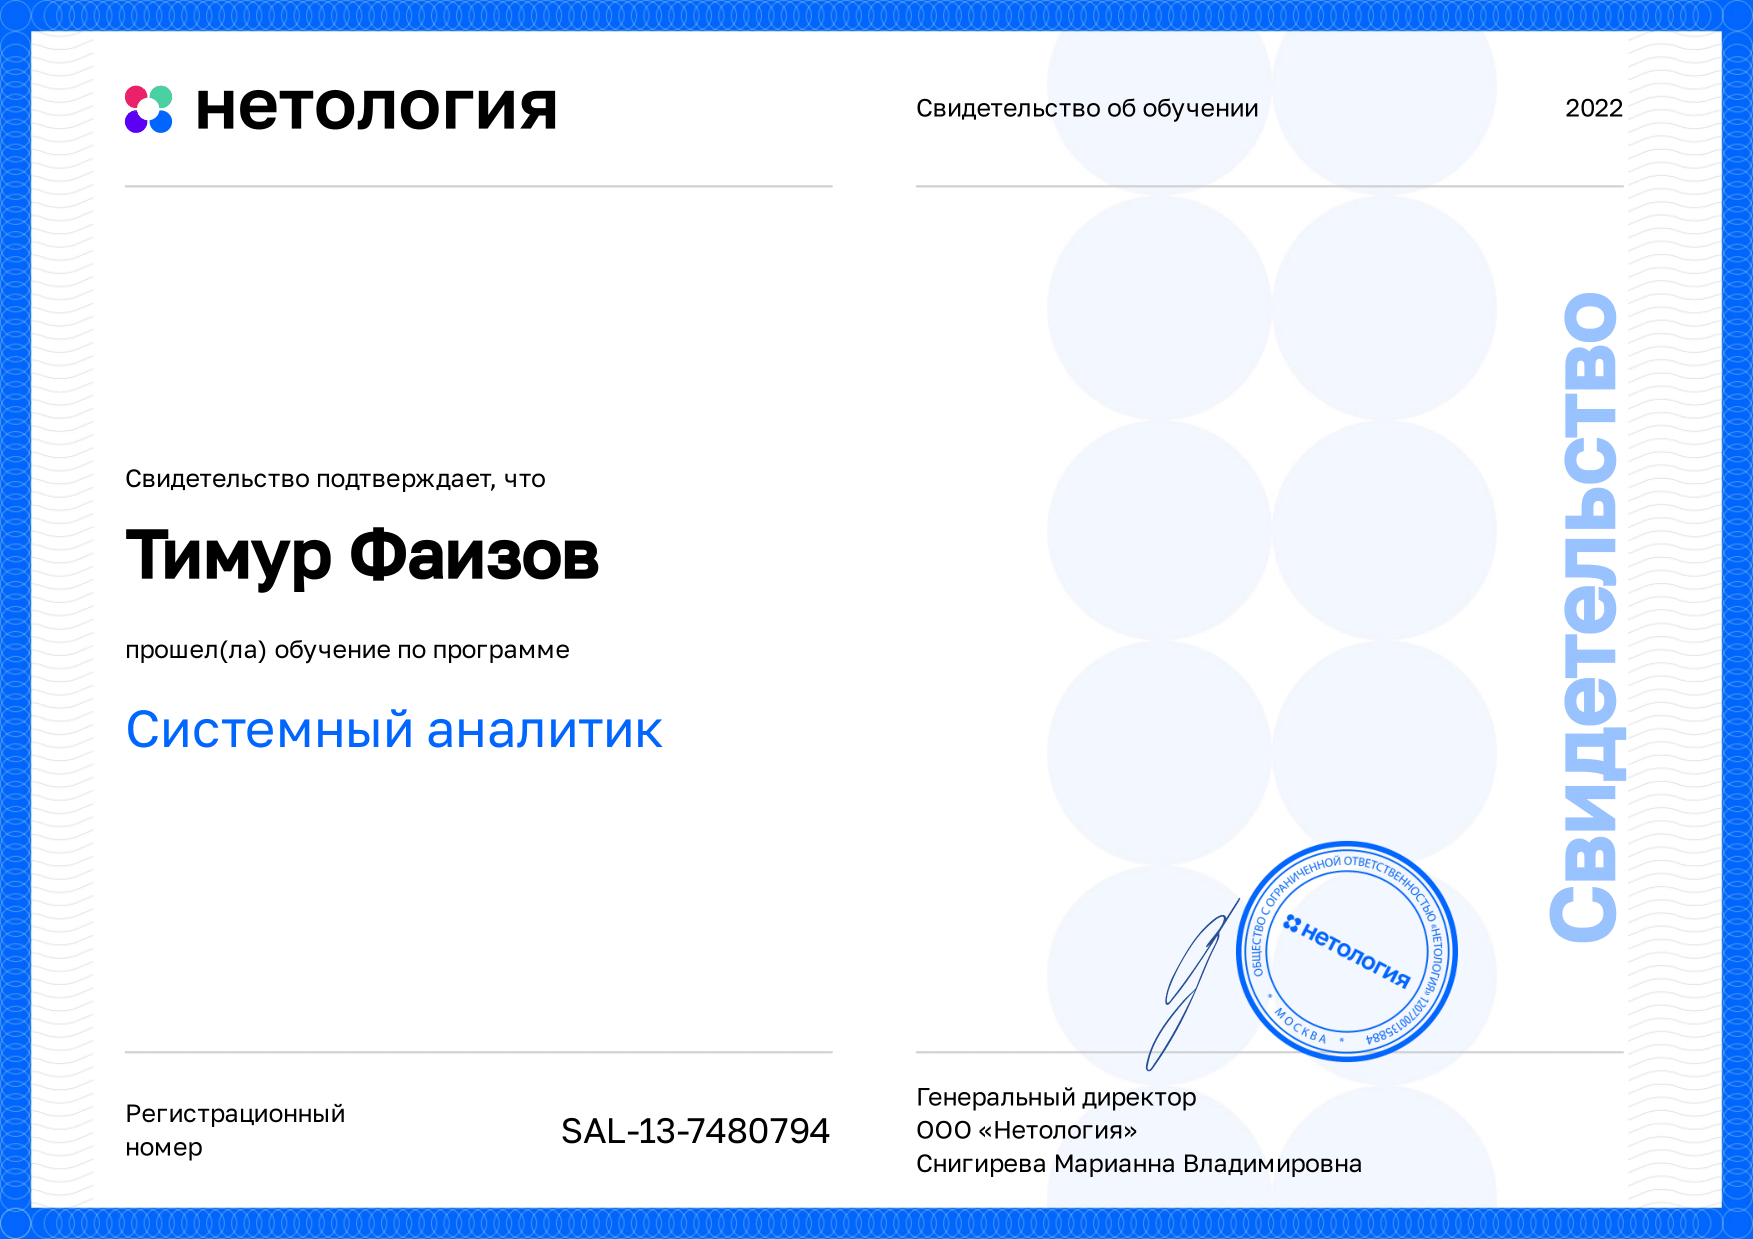 нетология
Свидетельство об обучении
2022
Свидетельство подтверждает, что
Тимур Фаизов
прошел(ла) обучение по программе
Системный аналитик
Свидетельство
ОБЩЕСТВО С ОГРАНИЧЕННОЙ ОТВЕТСТВЕННОСТЬЮ «НЕТОЛОГИЯ» 1207700135884
* МОСКВА *
нетология
Регистрационный
номер
SAL-13-7480794
Генеральный директор
ООО «Нетология»
Снигирева Марианна Владимировна